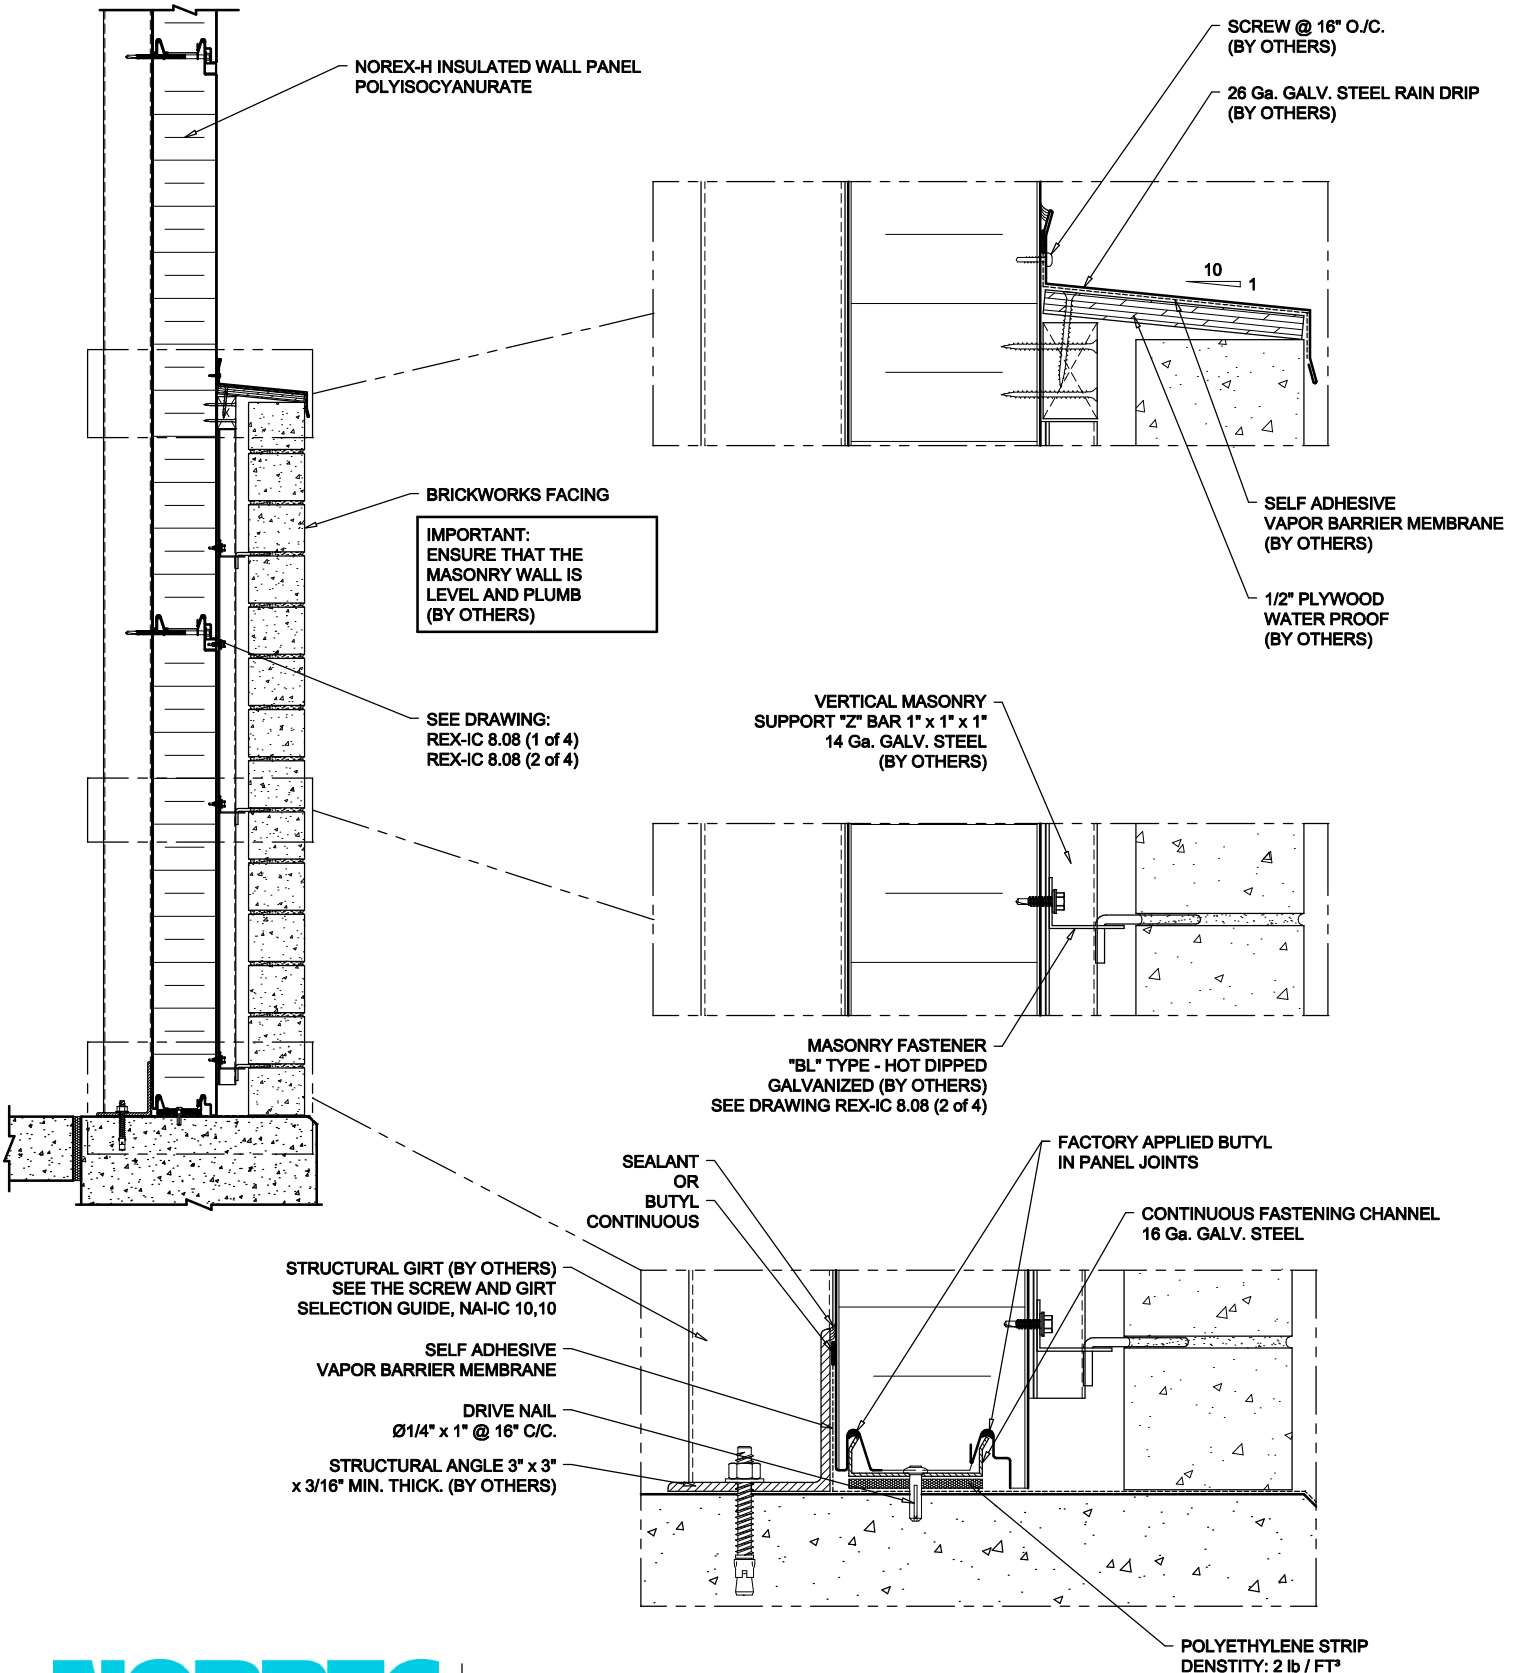 SCREW @ 16" O./C.
(BY OTHERS)
26 Ga. GALV. STEEL RAIN DRIP
(BY OTHERS)
NOREX-H INSULATED WALL PANEL
POLYISOCYANURATE
10
1
BRICKWORKS FACING
IMPORTANT:
ENSURE THAT THE
MASONRY WALL IS
LEVEL AND PLUMB
(BY OTHERS)
SELF ADHESIVE
VAPOR BARRIER MEMBRANE
(BY OTHERS)
1/2" PLYWOOD
WATER PROOF
(BY OTHERS)
SEE DRAWING:
REX-IC 8.08 (1 of 4)
REX-IC 8.08 (2 of 4)
VERTICAL MASONRY
SUPPORT "Z" BAR 1" x 1" x 1"
14 Ga. GALV. STEEL
(BY OTHERS)
MASONRY FASTENER
"BL" TYPE - HOT DIPPED
GALVANIZED (BY OTHERS)
SEE DRAWING REX-IC 8.08 (2 of 4)
SEALANT
OR
BUTYL
CONTINUOUS
FACTORY APPLIED BUTYL
IN PANEL JOINTS
CONTINUOUS FASTENING CHANNEL
16 Ga. GALV. STEEL
STRUCTURAL GIRT (BY OTHERS)
SEE THE SCREW AND GIRT
SELECTION GUIDE, NAI-IC 10,10
SELF ADHESIVE
VAPOR BARRIER MEMBRANE
DRIVE NAIL
Ø1/4" x 1" @ 16" C/C.
STRUCTURAL ANGLE 3" x 3"
x 3/16" MIN. THICK. (BY OTHERS)
POLYETHYLENE STRIP
DENSTITY: 2 lb / FT³